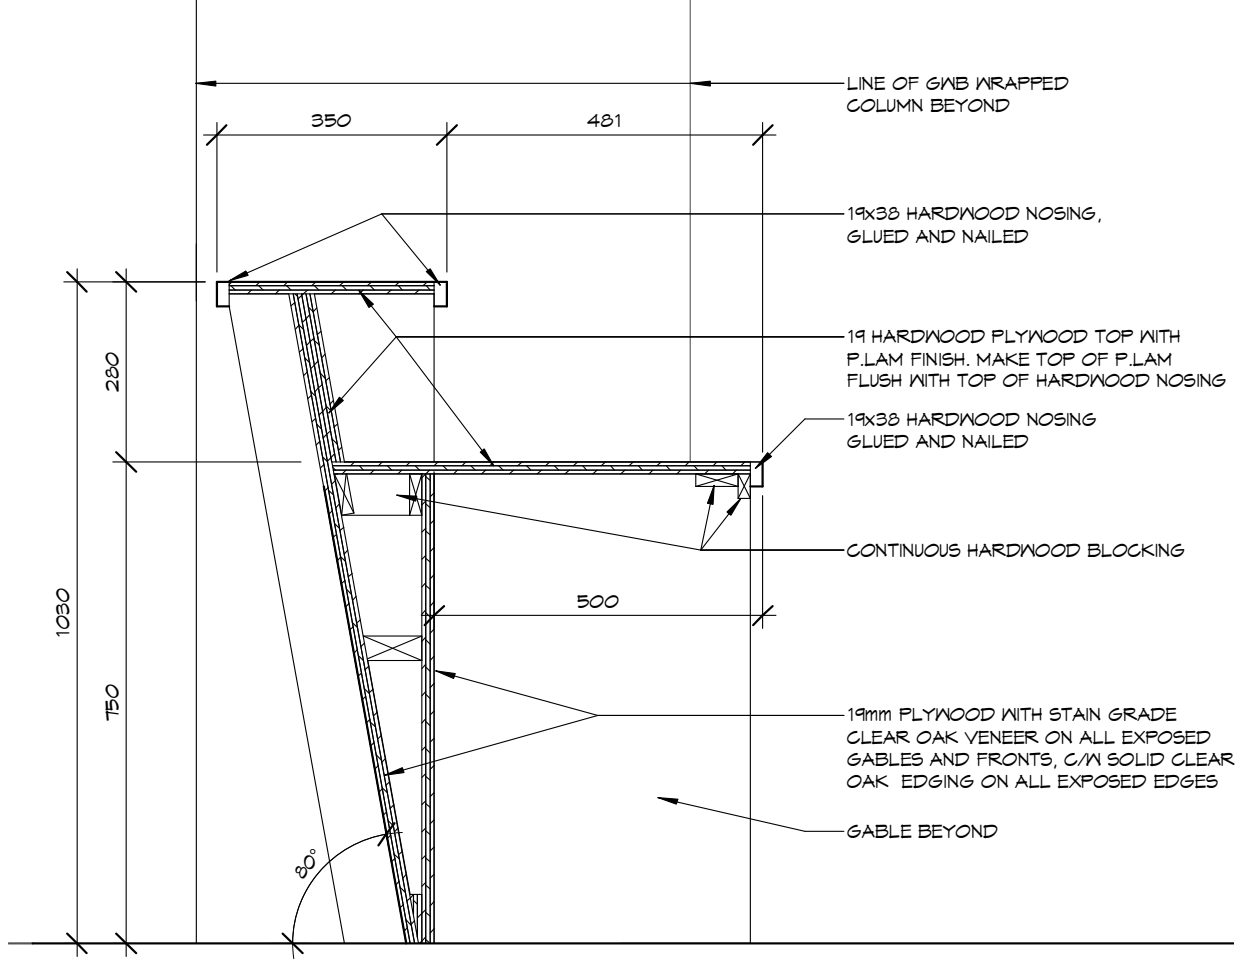 LINE OF GWB WRAPPED
COLUMN BEYOND
350
481
19x38 HARDWOOD NOSING,
GLUED AND NAILED
19 HARDWOOD PLYWOOD TOP WITH
P.LAM FINISH. MAKE TOP OF P.LAM
FLUSH WITH TOP OF HARDWOOD NOSING
280
19x38 HARDWOOD NOSING
GLUED AND NAILED
CONTINUOUS HARDWOOD BLOCKING
500
1030
750
19mm PLYWOOD WITH STAIN GRADE
CLEAR OAK VENEER ON ALL EXPOSED
GABLES AND FRONTS, C/W SOLID CLEAR
OAK EDGING ON ALL EXPOSED EDGES
GABLE BEYOND
80°